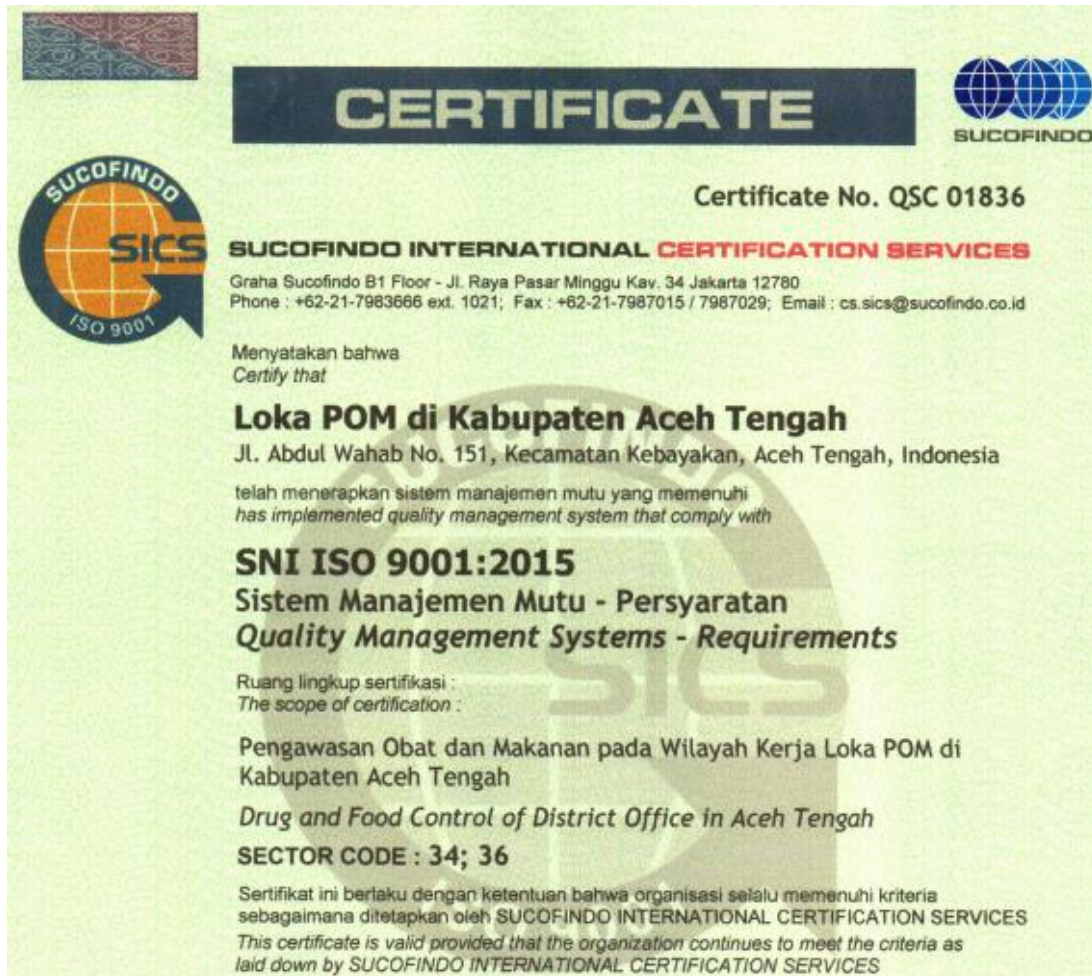 CERTIFICATE
SUCOFINDO
Certificate No. QSC 01836
SUCOFINDO
SICS
ISO 9001
SUCOFINDO INTERNATIONAL CERTIFICATION SERVICES
Graha Sucofindo B1 Floor - Jl. Raya Pasar Minggu Kav. 34 Jakarta 12780
Phone : +62-21-7983666 ext. 1021; Fax : +62-21-7987015 / 7987029; Email : cs.sics@sucofindo.co.id
Menyatakan bahwa
Certify that
Loka POM di Kabupaten Aceh Tengah
Jl. Abdul Wahab No. 151, Kecamatan Kebayakan, Aceh Tengah, Indonesia
telah menerapkan sistem manajemen mutu yang memenuhi
has implemented quality management system that comply with
SNI ISO 9001:2015
Sistem Manajemen Mutu - Persyaratan
Quality Management Systems - Requirements
SICS
Ruang lingkup sertifikasi :
The scope of certification :
Pengawasan Obat dan Makanan pada Wilayah Kerja Loka POM di
Kabupaten Aceh Tengah
Drug and Food Control of District Office in Aceh Tengah
SECTOR CODE : 34; 36
Sertifikat ini berlaku dengan ketentuan bahwa organisasi selalu memenuhi kriteria
sebagaimana ditetapkan oleh SUCOFINDO INTERNATIONAL CERTIFICATION SERVICES
This certificate is valid provided that the organization continues to meet the criteria as
laid down by SUCOFINDO INTERNATIONAL CERTIFICATION SERVICES